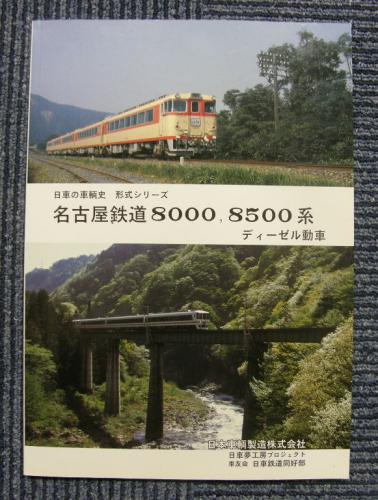 日車の車輌史 形式シリーズ
名古屋鉄道8000, 8500系
ディーゼル動車
日本車輌製造株式会社
日車夢工房プロジェクト
車友会 日車鉄道同好部